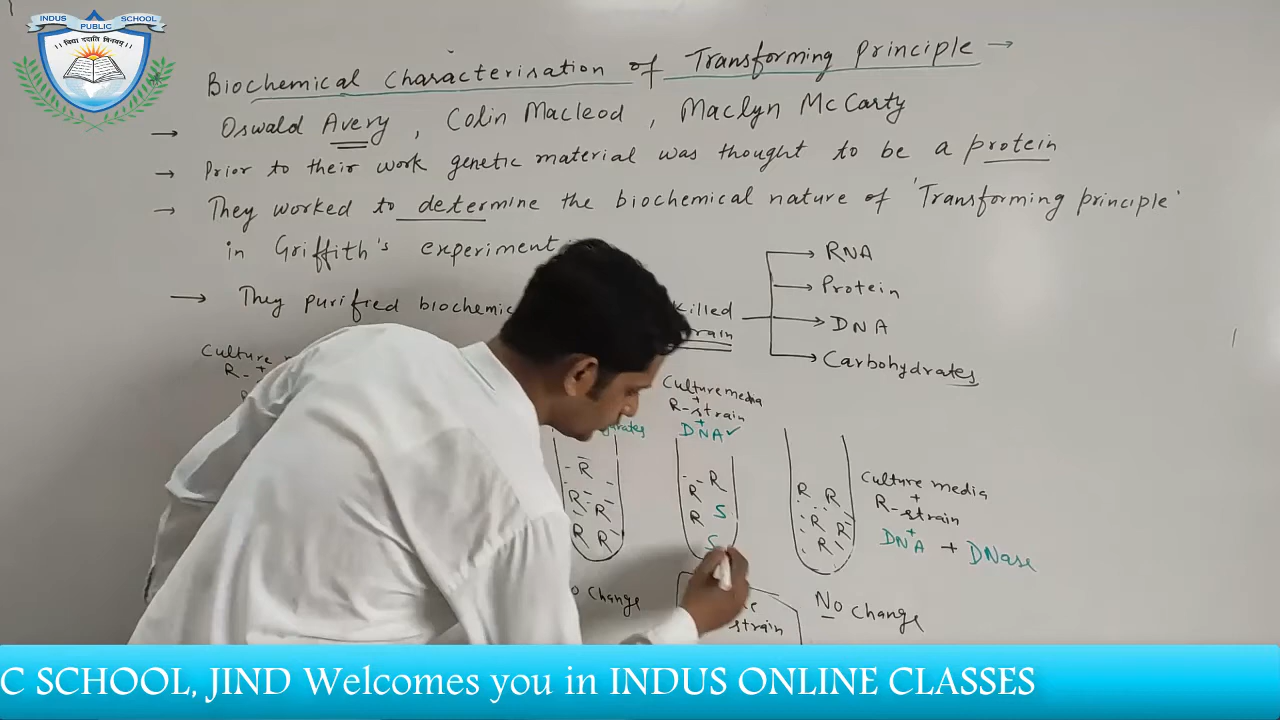 INDUS PUBLIC SCHOOL
।। विद्या ददाति विनयम् ।।
Biochemical Characterisation of Transforming Principle →
→ Oswald Avery, Colin Macleod, Maclyn McCarty
→ Prior to their work genetic material was thought to be a protein
→ They worked to determine the biochemical nature of 'Transforming principle'
in Griffith's experiment
→ They purified biochemic killed
rain
RNA
Protein
DNA
Carbohydrates
Culture
R- +
Culture media
+
R-strain
+
DNA ✓
R
R R
R R
R R
R
R
R S
S
R R
R R
R
Culture media
+
R-strain
+
DNA + DNase
No change
strain
No change
C SCHOOL, JIND Welcomes you in INDUS ONLINE CLASSES